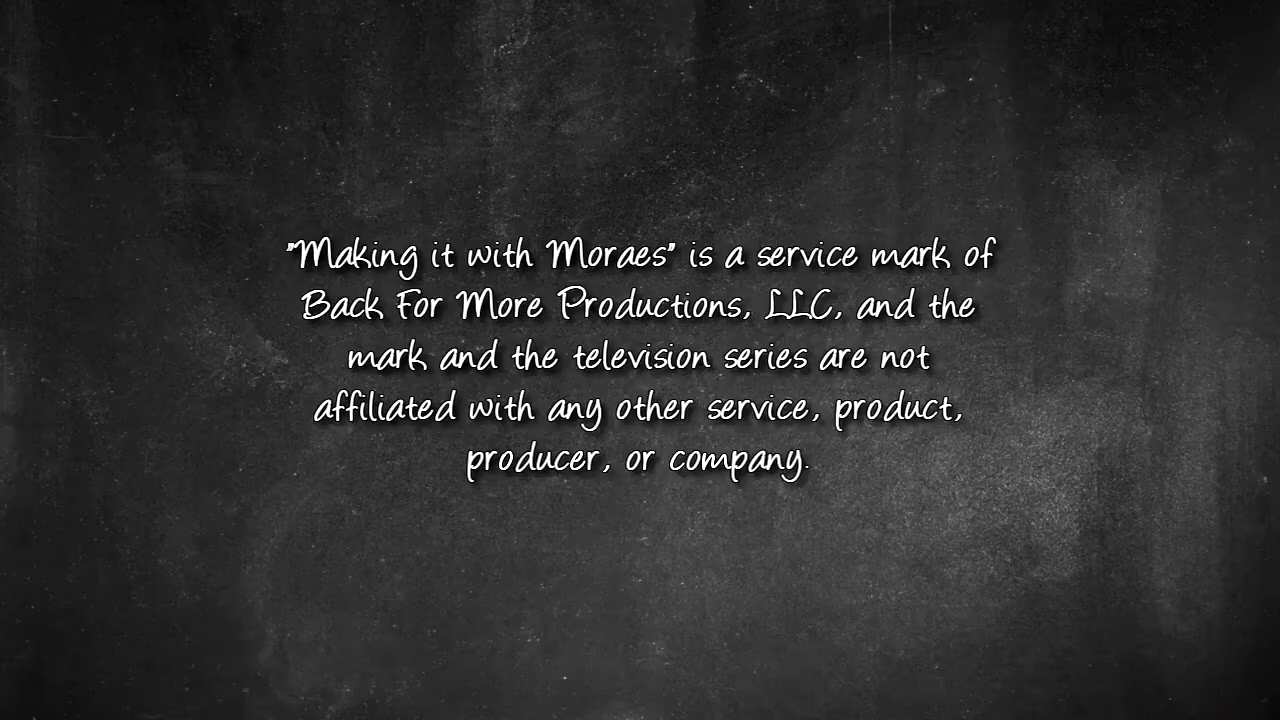 "Making it with Moraes" is a service mark of
Back For More Productions, LLC, and the
mark and the television series are not
affiliated with any other service, product,
producer, or company.